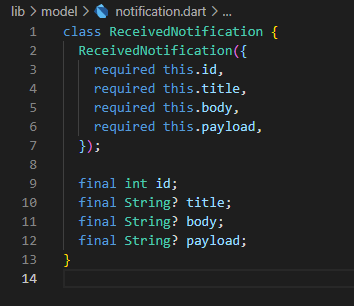 lib > model > notification.dart > ...
1 class ReceivedNotification {
2 ReceivedNotification({
3 required this.id,
4 required this.title,
5 required this.body,
6 required this.payload,
7 });
8
9 final int id;
10 final String? title;
11 final String? body;
12 final String? payload;
13 }
14